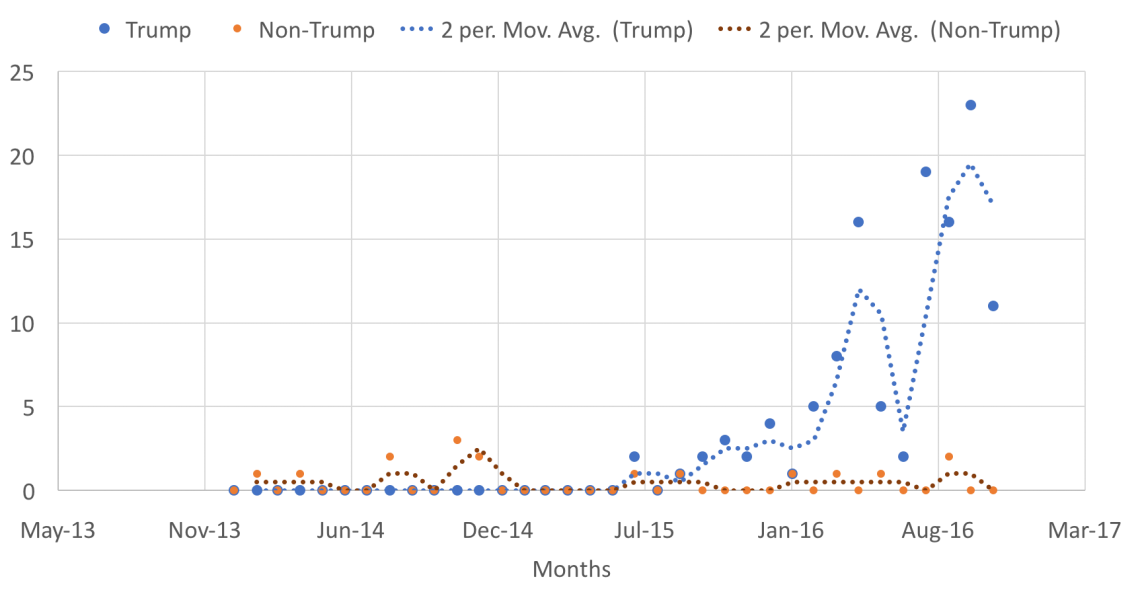 Trump Non-Trump 2 per. Mov. Avg. (Trump) 2 per. Mov. Avg. (Non-Trump)
25
20
15
10
5
0
May-13 Nov-13 Jun-14 Dec-14 Jul-15 Jan-16 Aug-16 Mar-17
Months